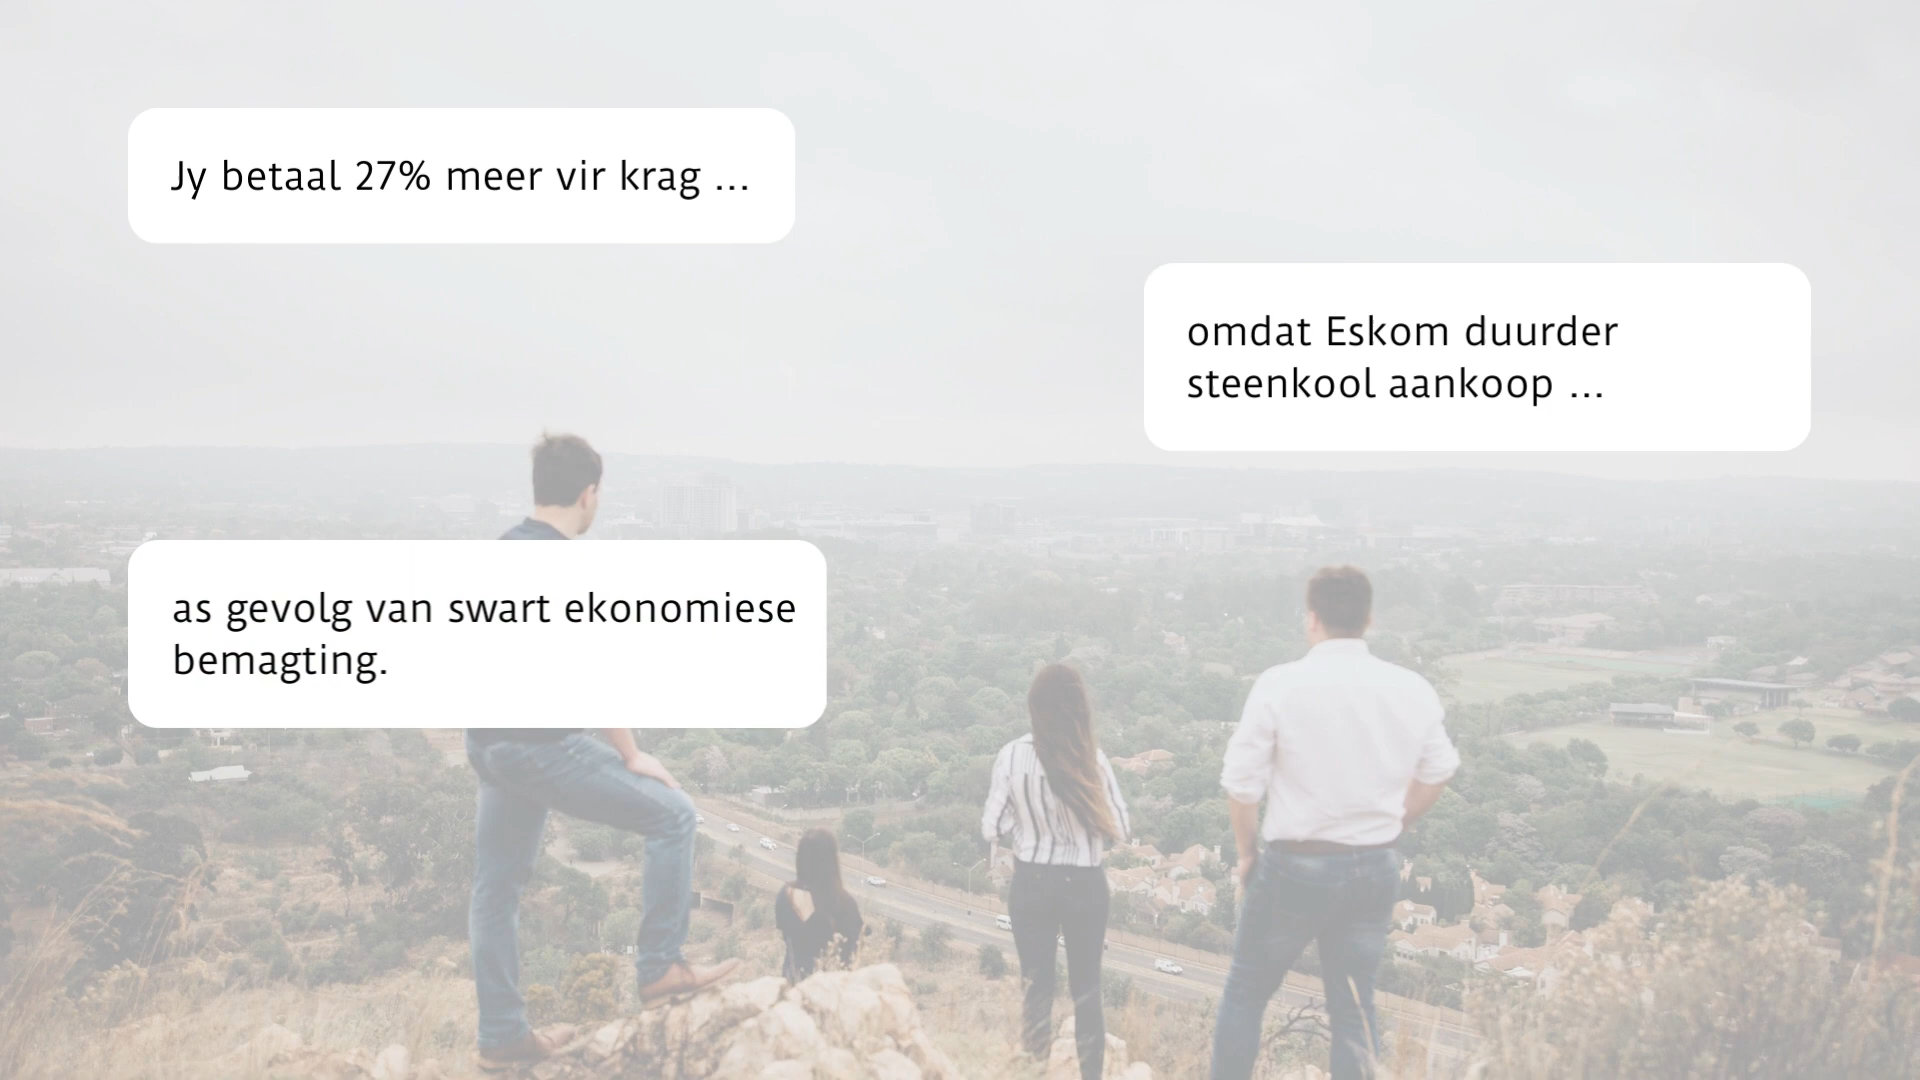 Jy betaal 27% meer vir krag ...
omdat Eskom duurder
steenkool aankoop ...
as gevolg van swart ekonomiese
bemagting.